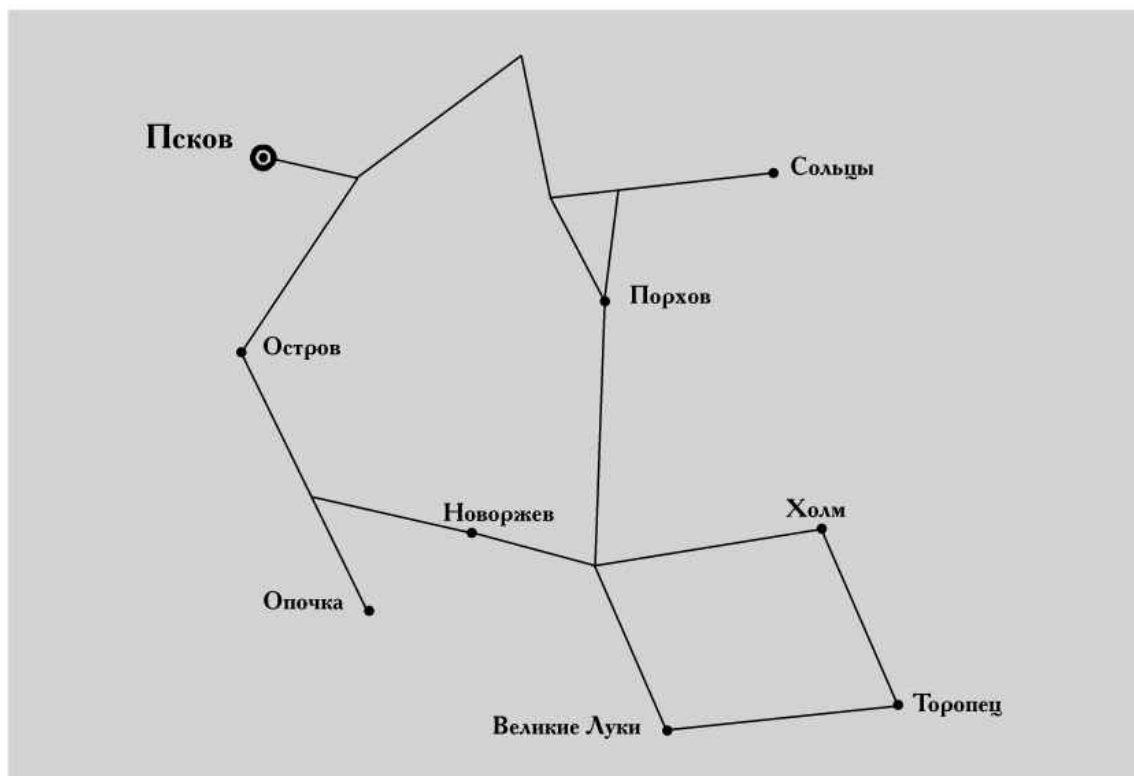 Псков
Сольцы
Порхов
Остров
Новоржев
Холм
Опочка
Торопец
Великие Луки